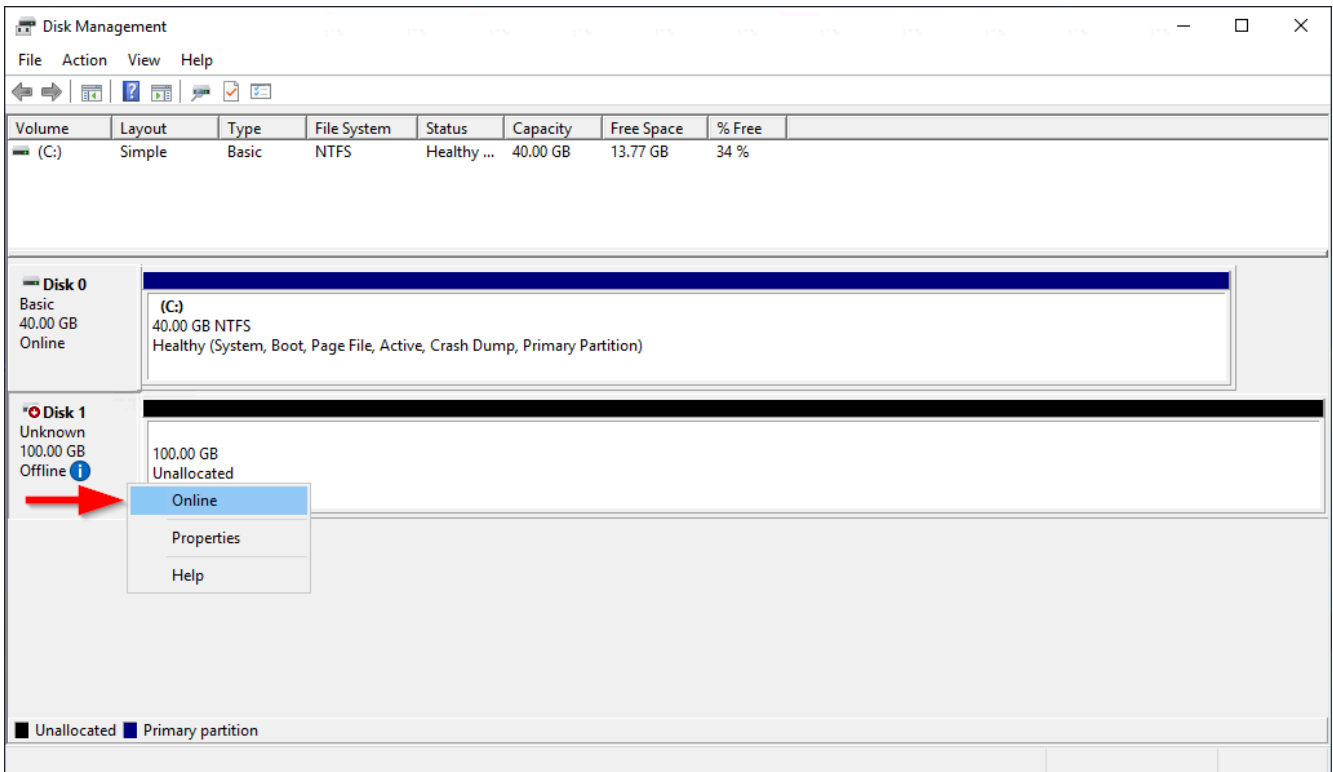 Disk Management
File Action View Help
Volume Layout Type File System Status Capacity Free Space % Free
(C:) Simple Basic NTFS Healthy ... 40.00 GB 13.77 GB 34 %
Disk 0
Basic
40.00 GB
Online
(C:)
40.00 GB NTFS
Healthy (System, Boot, Page File, Active, Crash Dump, Primary Partition)
Disk 1
Unknown
100.00 GB
Offline
100.00 GB
Unallocated
Online
Properties
Help
Unallocated Primary partition